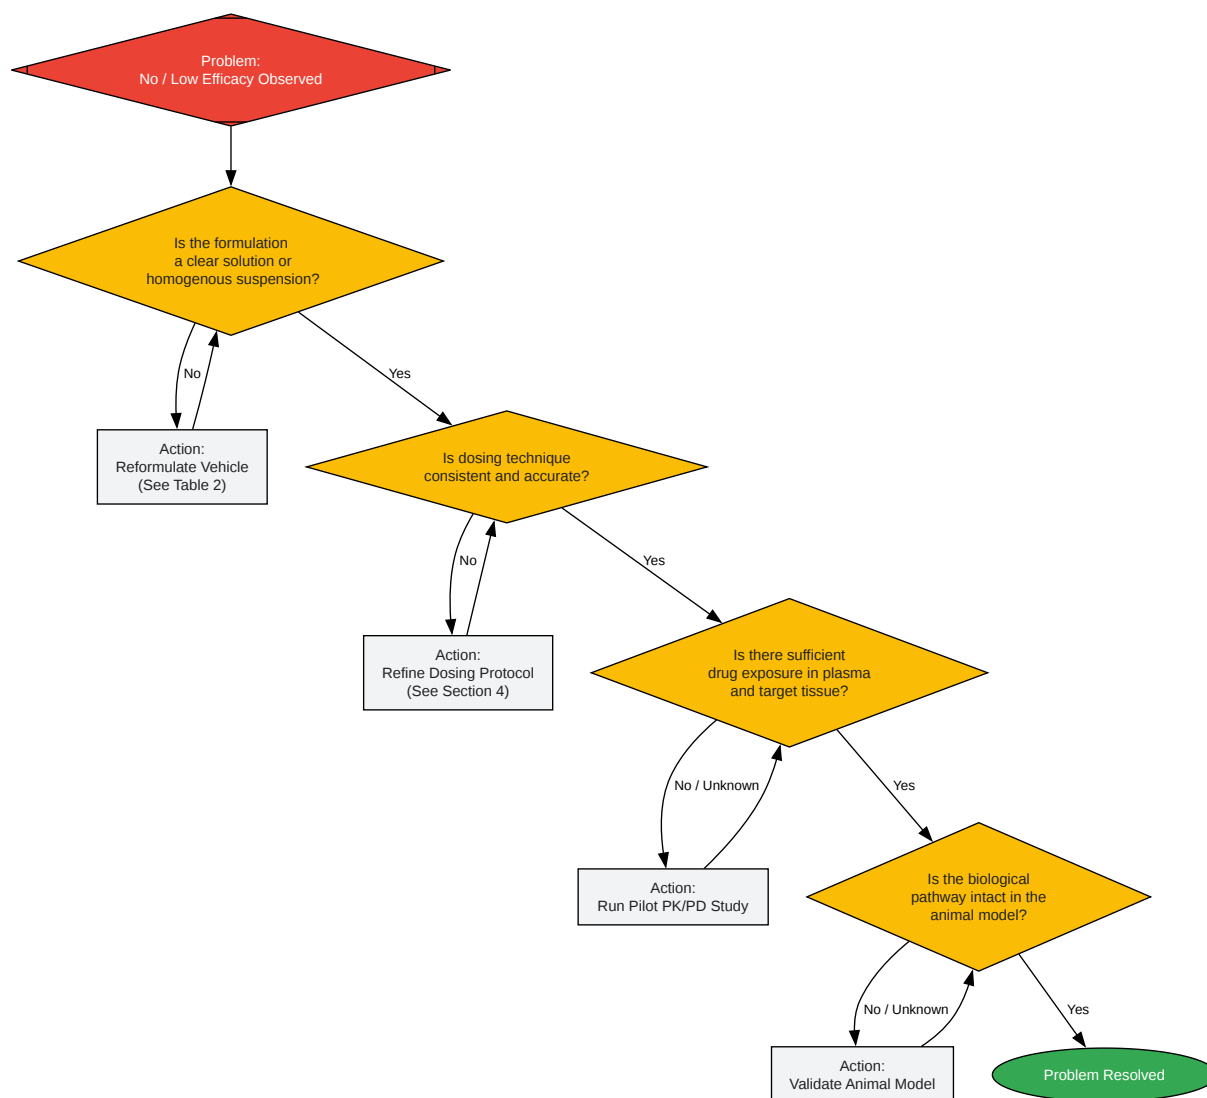 Problem:
No / Low Efficacy Observed
Is the formulation
a clear solution or
homogenous suspension?
No
Yes
Action:
Reformulate Vehicle
(See Table 2)
Is dosing technique
consistent and accurate?
No
Yes
Action:
Refine Dosing Protocol
(See Section 4)
Is there sufficient
drug exposure in plasma
and target tissue?
No / Unknown
Yes
Action:
Run Pilot PK/PD Study
Is the biological
pathway intact in the
animal model?
No / Unknown
Yes
Action:
Validate Animal Model
Problem Resolved